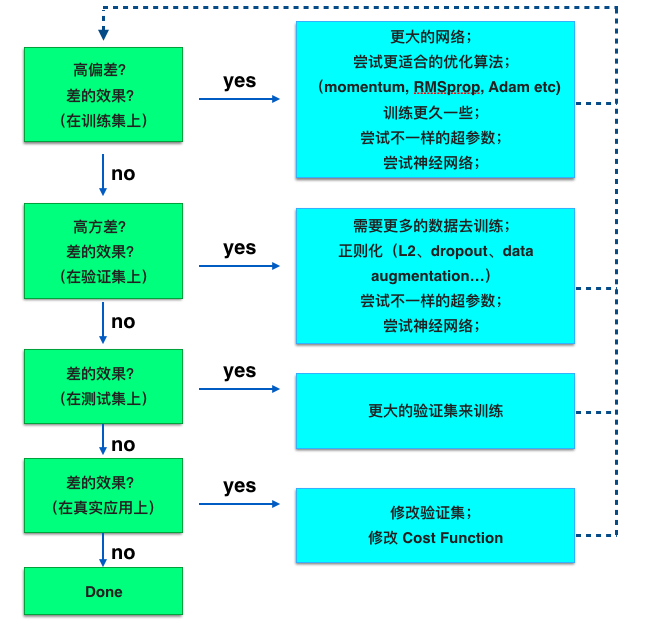 高偏差?
差的效果?
(在训练集上)
yes
更大的网络;
尝试更适合的优化算法;
(momentum, RMSprop, Adam etc)
训练更久一些;
尝试不一样的超参数;
尝试神经网络;
no
高方差?
差的效果?
(在验证集上)
yes
需要更多的数据去训练;
正则化(L2、dropout、data
augmentation...)
尝试不一样的超参数;
尝试神经网络;
no
差的效果?
(在测试集上)
yes
更大的验证集来训练
no
差的效果?
(在真实应用上)
yes
修改验证集;
修改 Cost Function
no
Done